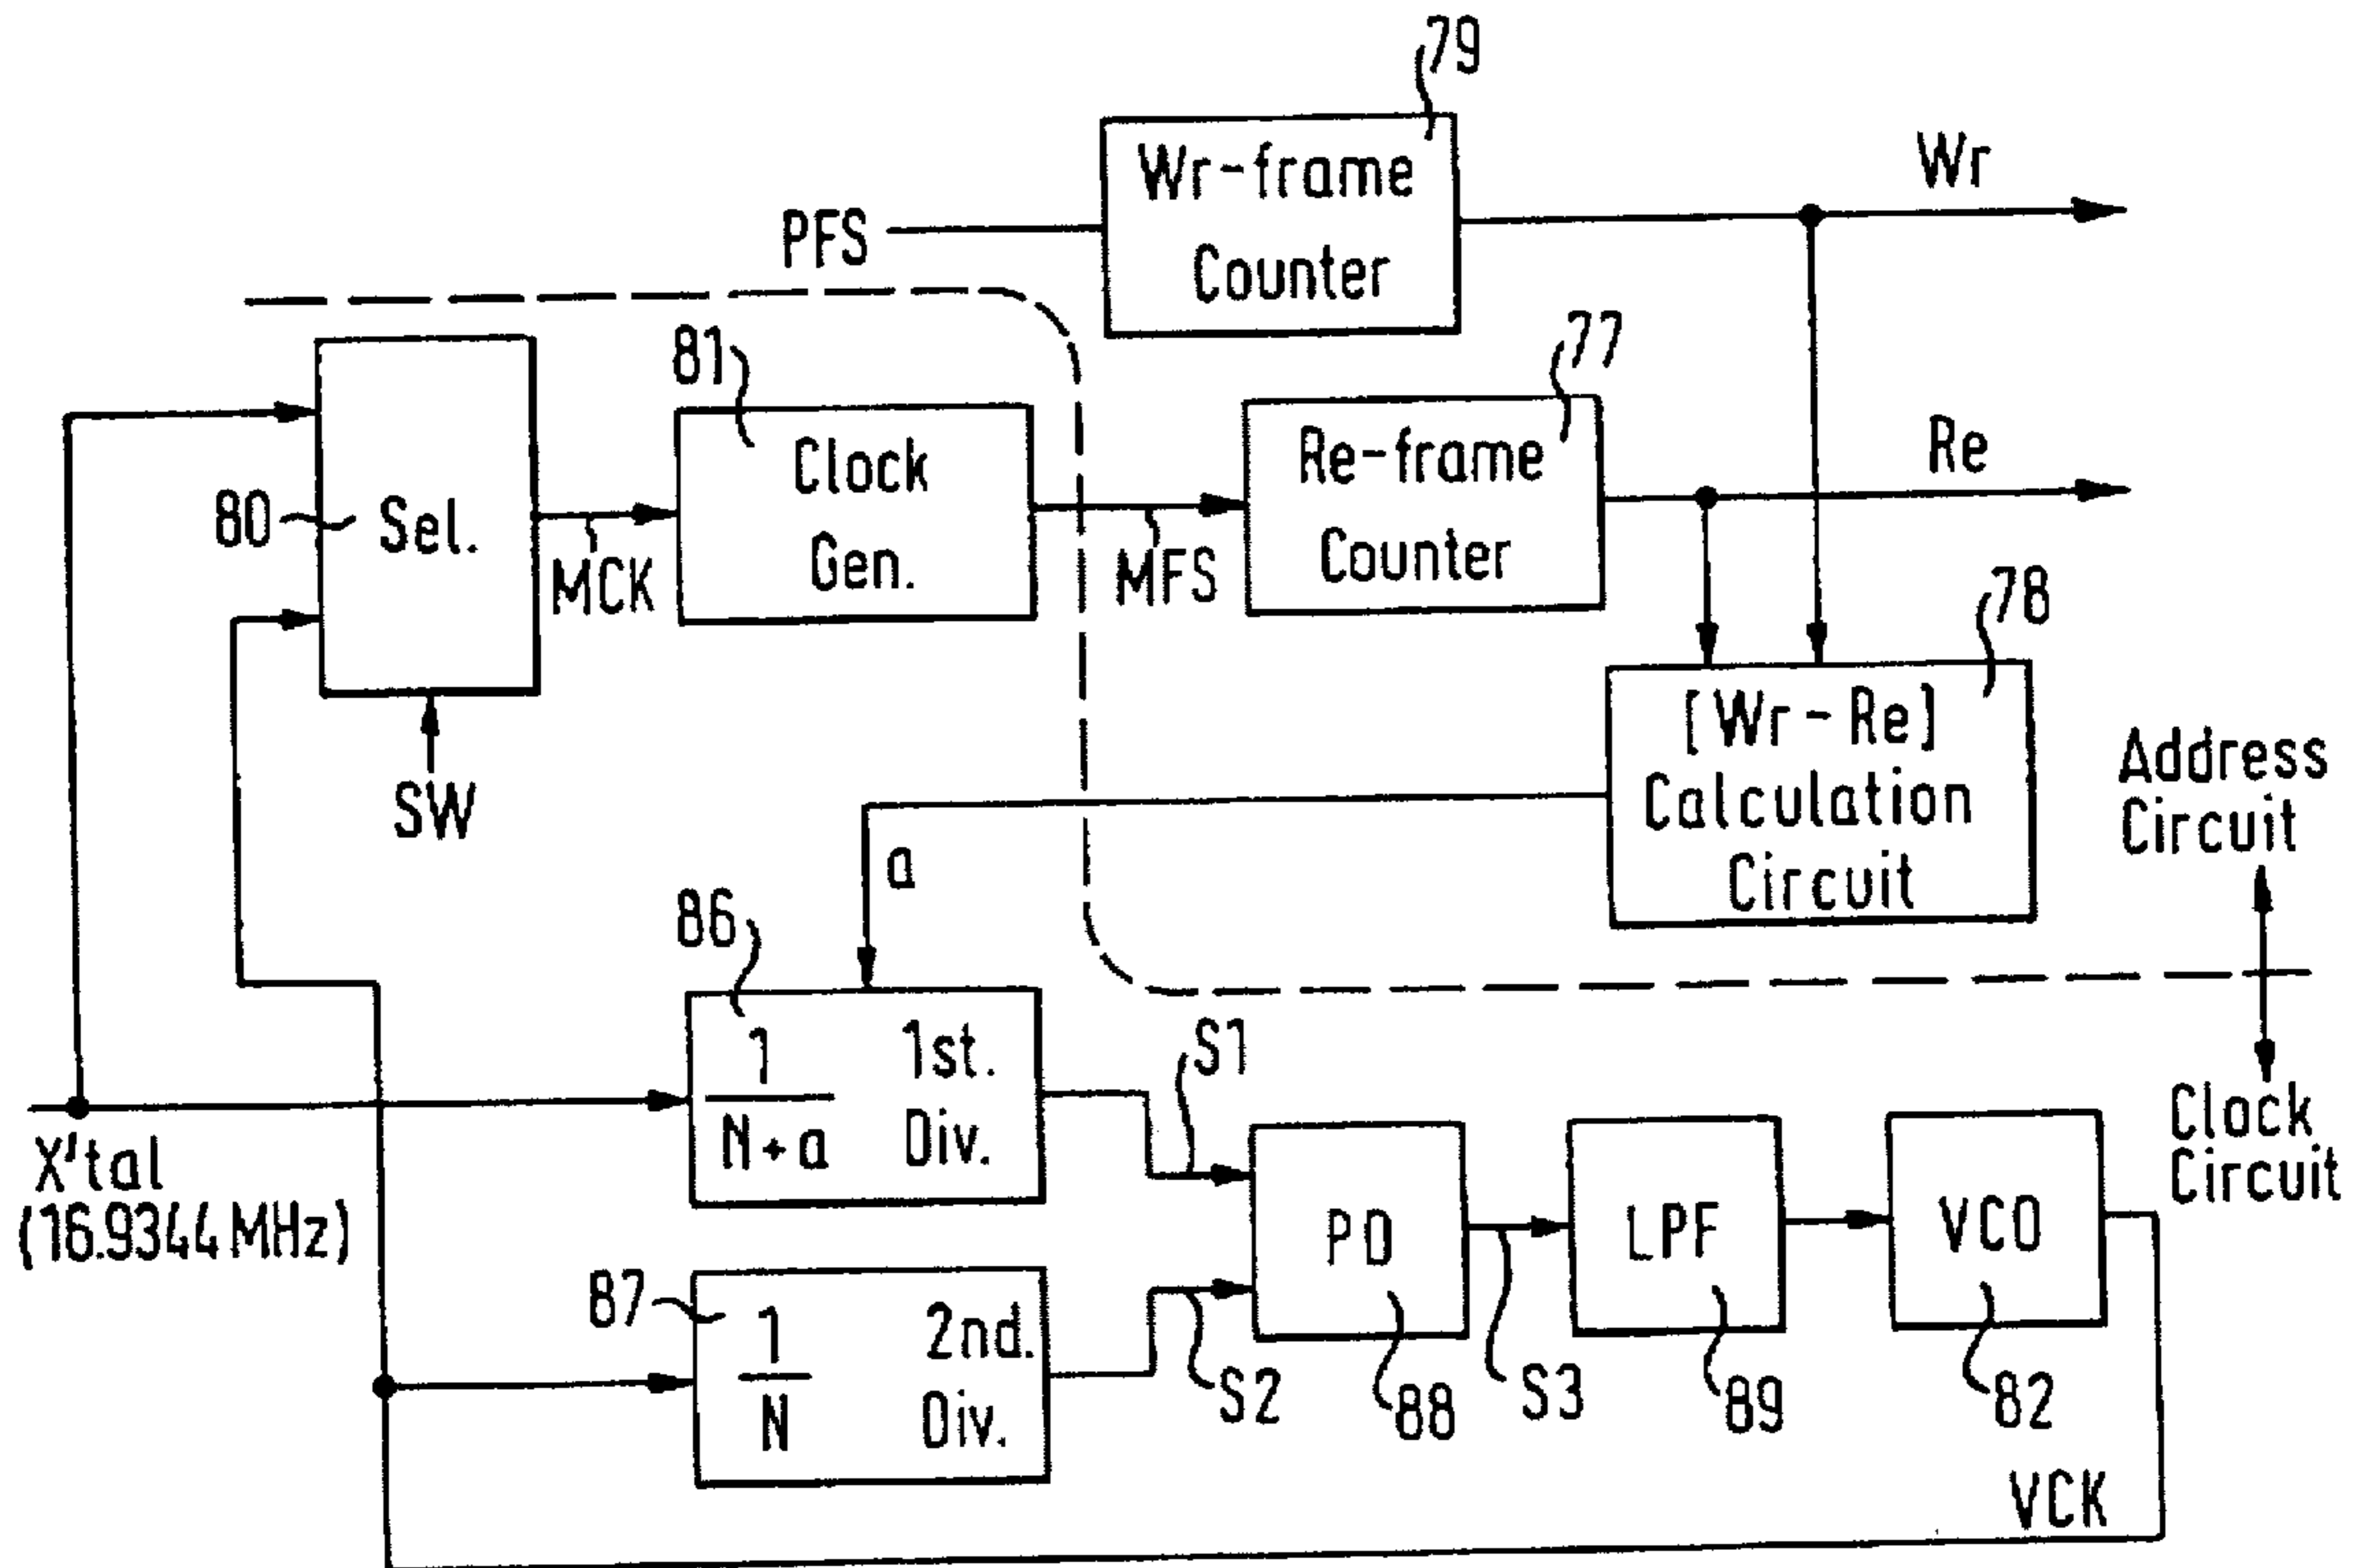 79
Wr-frame
Counter
Wr
PFS
81
77
80
Sel.
MCK
Clock
Gen.
MFS
Re-frame
Counter
Re
78
SW
[Wr-Re]
Calculation
Circuit
Address
Circuit
a
86
1
N+a
1st.
Div.
S1
X'tal
(16.9344MHz)
Clock
Circuit
PD
LPF
VCO
87
1
N
2nd.
Div.
S2
88
S3
89
82
VCK